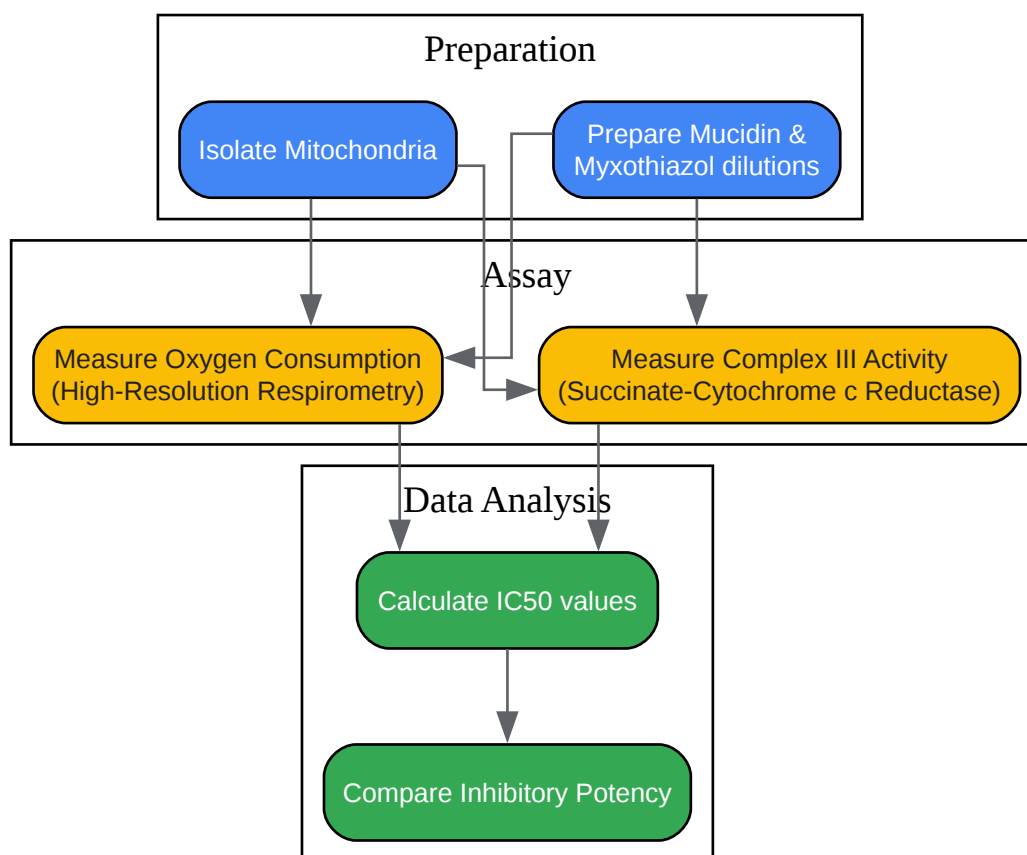 Preparation
Isolate Mitochondria
Prepare Mucidin &
Myxothiazol dilutions
Assay
Measure Oxygen Consumption
(High-Resolution Respirometry)
Measure Complex III Activity
(Succinate-Cytochrome c Reductase)
Data Analysis
Calculate IC50 values
Compare Inhibitory Potency